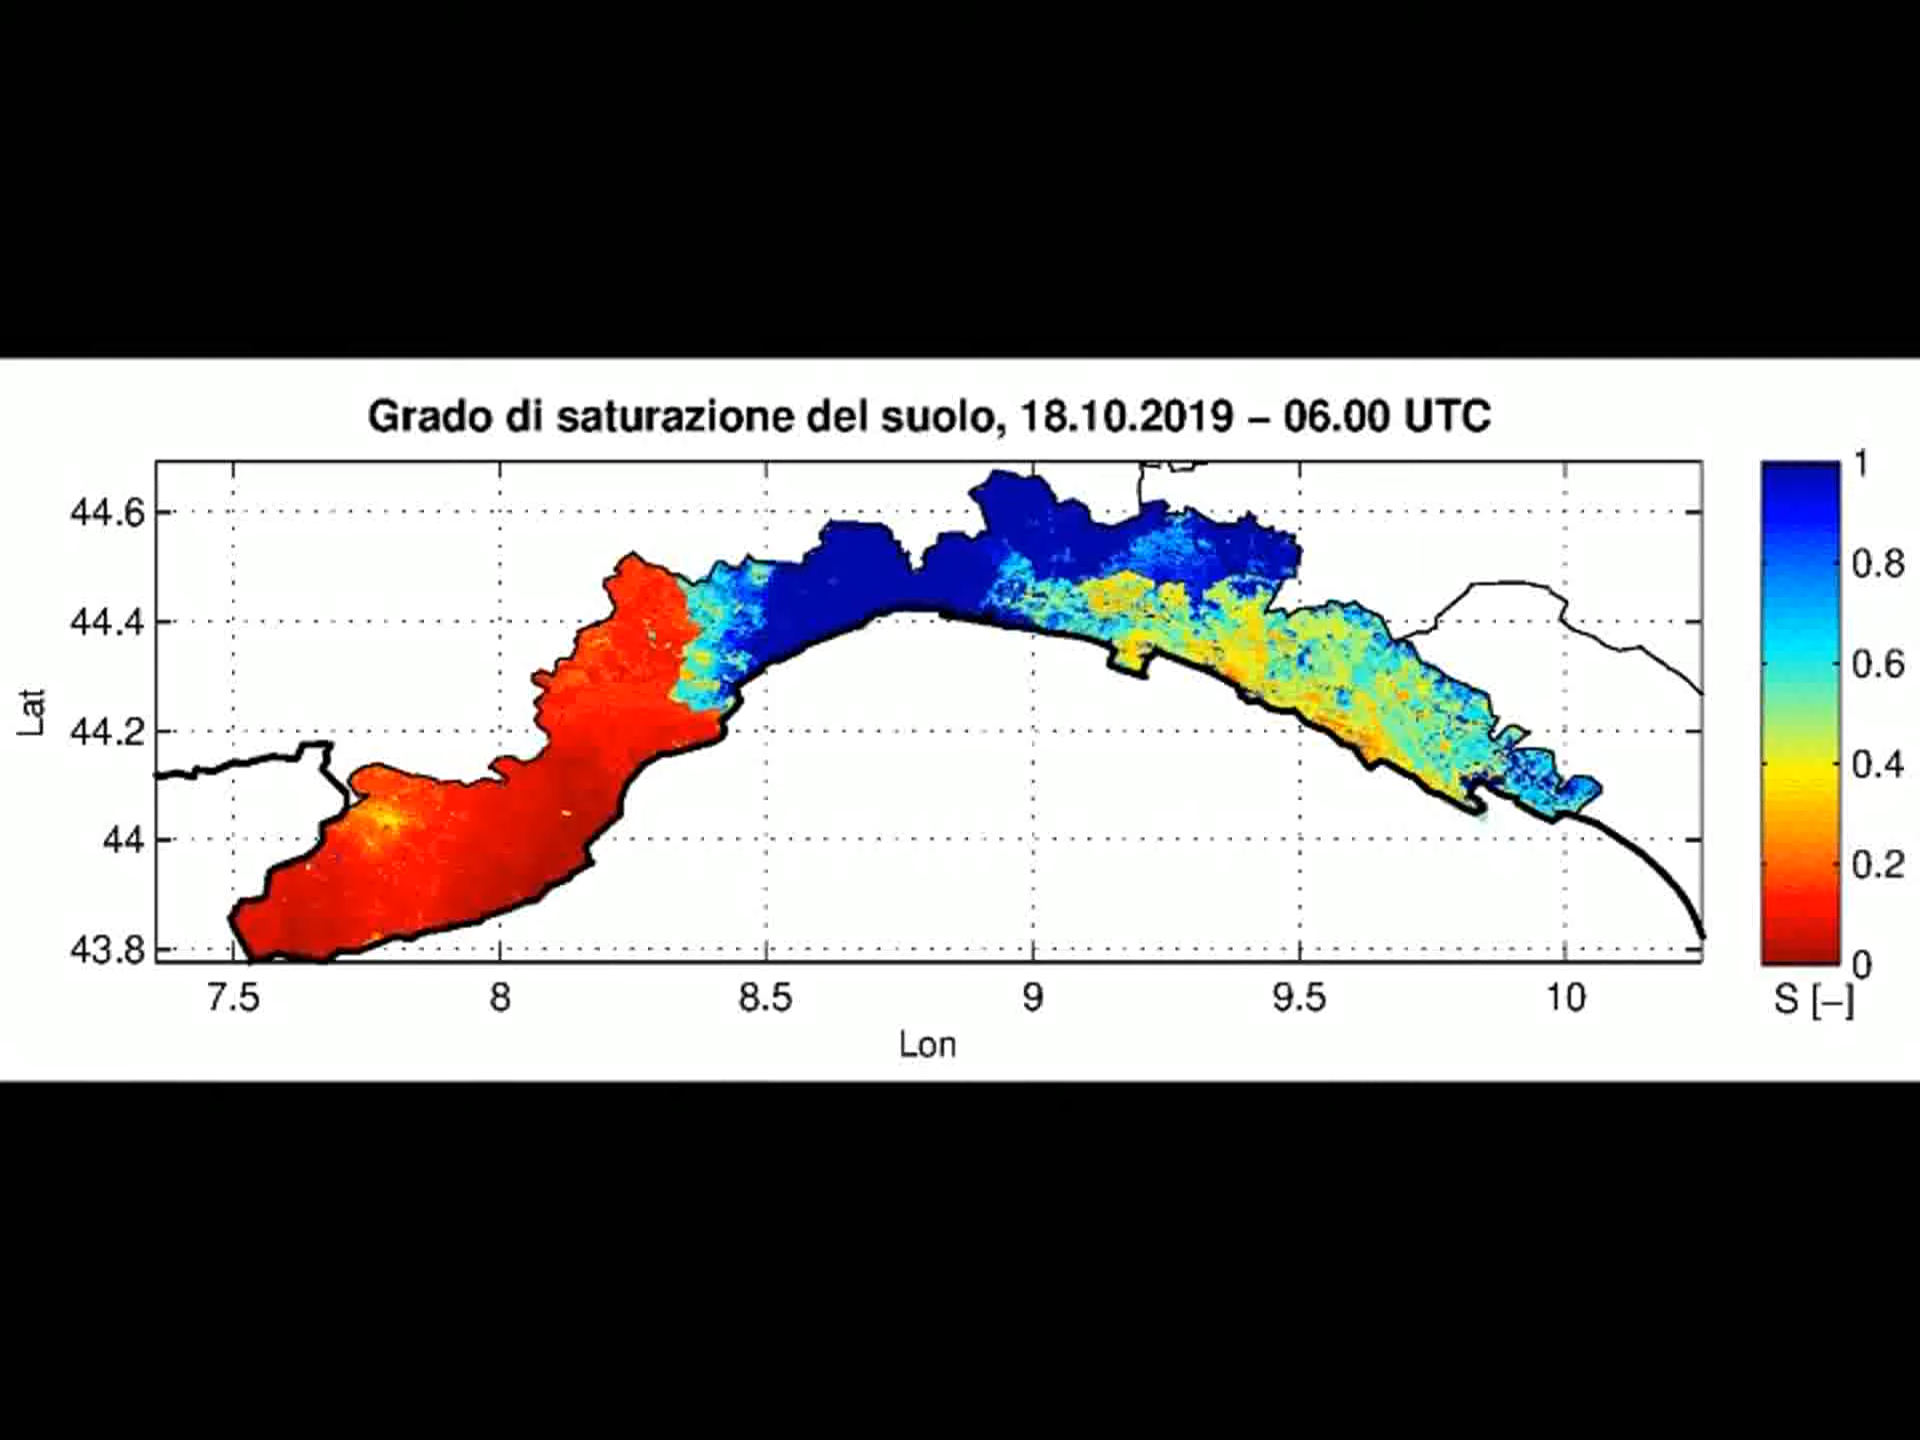 Grado di saturazione del suolo, 18.10.2019 – 06.00 UTC
1
44.6
0.8
44.4
0.6
Lat
44.2
0.4
44
0.2
43.8
0
7.5 8 8.5 9 9.5 10
S [–]
Lon